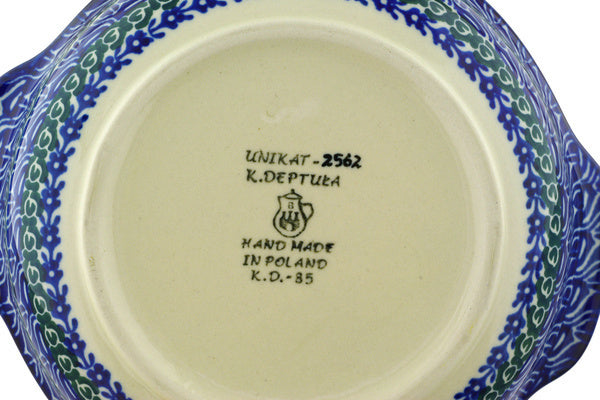 UNIKAT - 2562
K.DEPTUŁA
B
HAND MADE
IN POLAND
K.D.-85